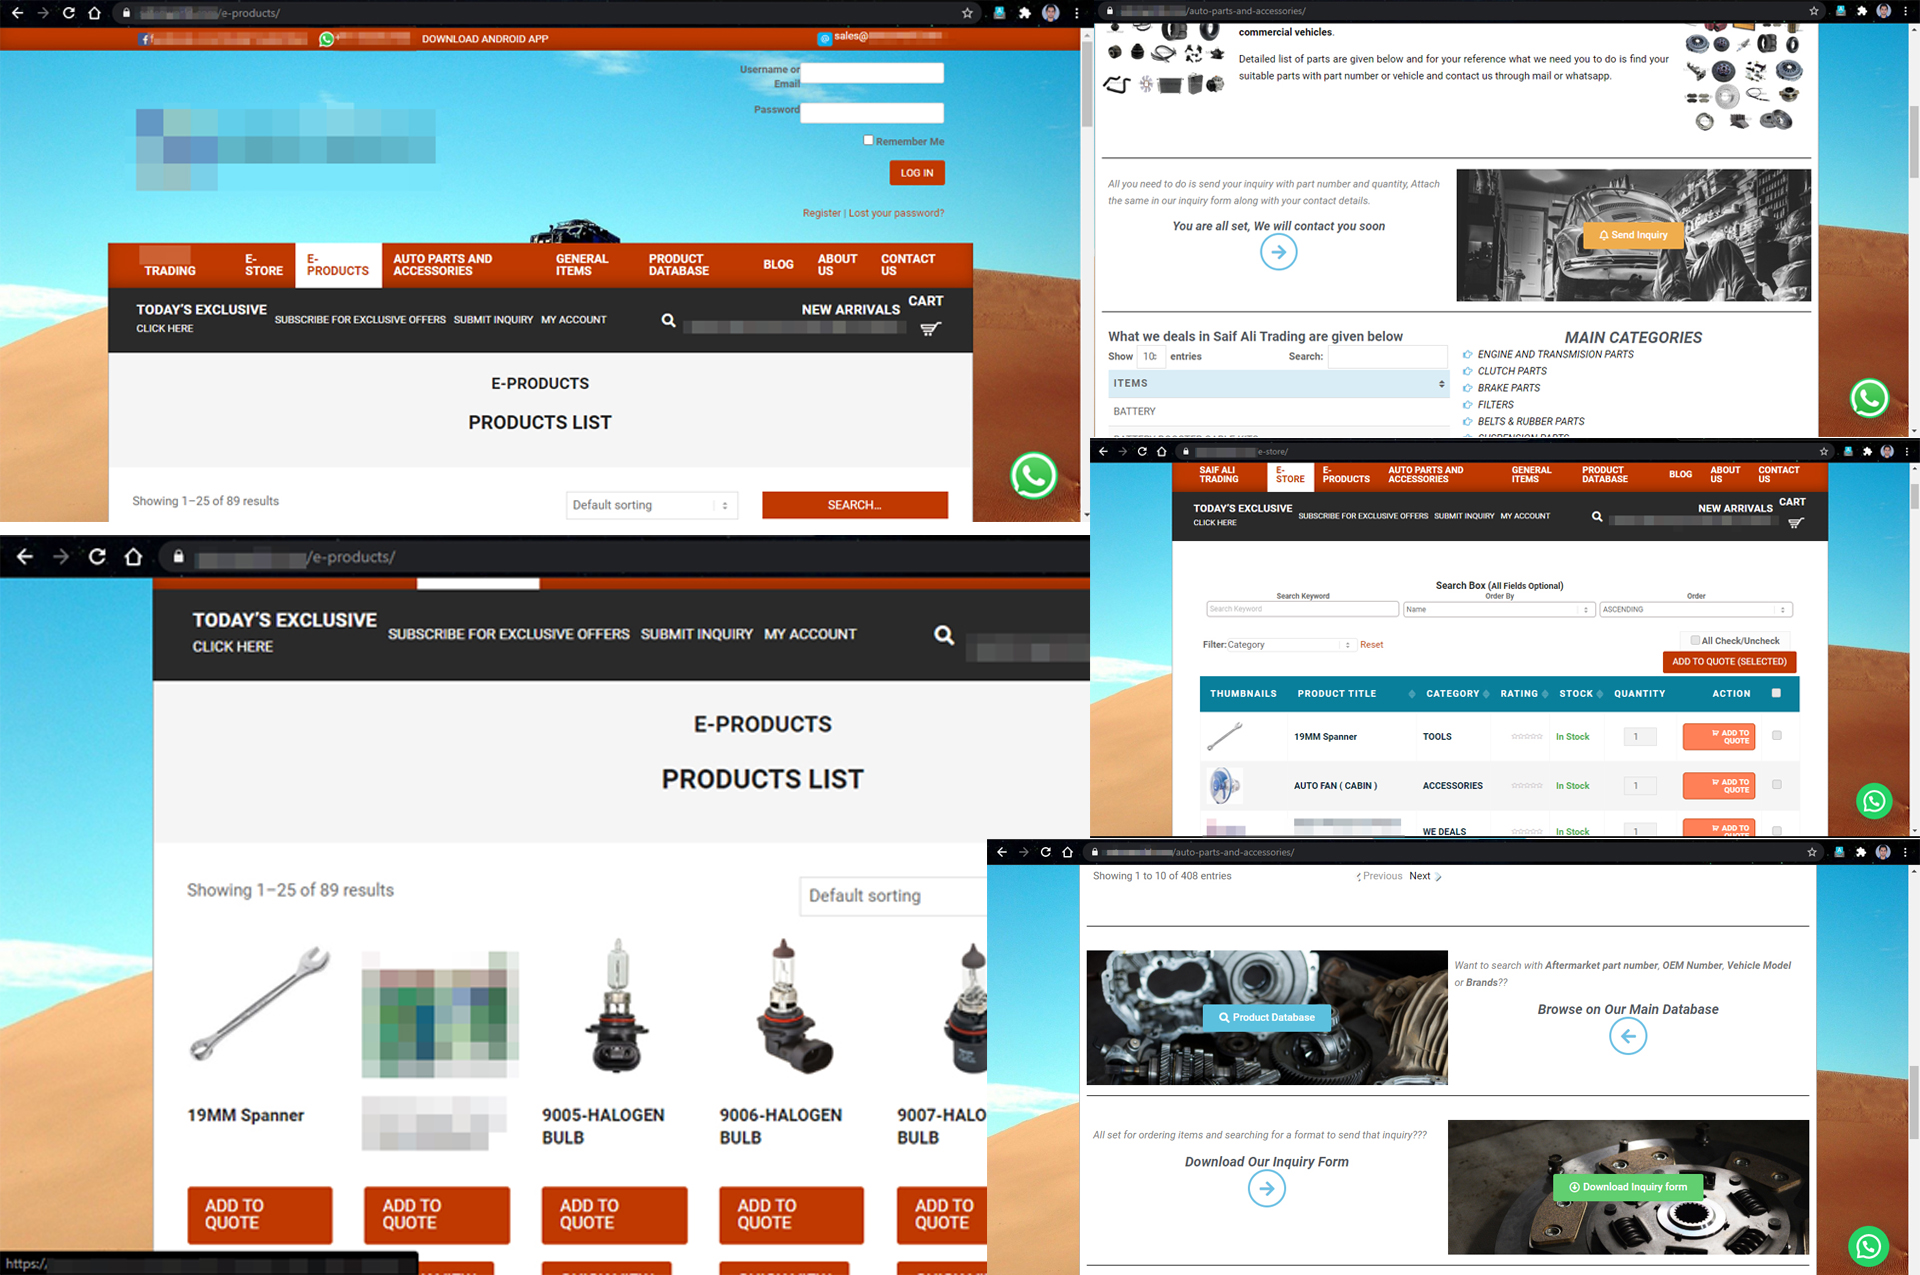 /e-products/
DOWNLOAD ANDROID APP
sales@
Username or
Email
Password
Remember Me
LOG IN
Register | Lost your password?
TRADING
E-
STORE
E-
PRODUCTS
AUTO PARTS AND
ACCESSORIES
GENERAL
ITEMS
PRODUCT
DATABASE
BLOG
ABOUT
US
CONTACT
US
TODAY'S EXCLUSIVE
CLICK HERE
SUBSCRIBE FOR EXCLUSIVE OFFERS
SUBMIT INQUIRY
MY ACCOUNT
NEW ARRIVALS
CART
E-PRODUCTS
PRODUCTS LIST
Showing 1–25 of 89 results
Default sorting
SEARCH...
/auto-parts-and-accessories/
commercial vehicles.
Detailed list of parts are given below and for your reference what we need you to do is find your
suitable parts with part number or vehicle and contact us through mail or whatsapp.
All you need to do is send your inquiry with part number and quantity, Attach
the same in our inquiry form along with your contact details.
You are all set, We will contact you soon
Send Inquiry
What we deals in Saif Ali Trading are given below
Show 10 entries
Search:
ITEMS
BATTERY
BATTERY BOOSTER CABLE KITS
MAIN CATEGORIES
ENGINE AND TRANSMISION PARTS
CLUTCH PARTS
BRAKE PARTS
FILTERS
BELTS & RUBBER PARTS
SUSPENSION PARTS
e-store/
SAIF ALI
TRADING
E-
STORE
E-
PRODUCTS
AUTO PARTS AND
ACCESSORIES
GENERAL
ITEMS
PRODUCT
DATABASE
BLOG
ABOUT
US
CONTACT
US
TODAY'S EXCLUSIVE
CLICK HERE
SUBSCRIBE FOR EXCLUSIVE OFFERS
SUBMIT INQUIRY
MY ACCOUNT
NEW ARRIVALS
CART
Search Box (All Fields Optional)
Search Keyword
Order By
Order
Search Keyword
Name
ASCENDING
Filter: Category
Reset
All Check/Uncheck
ADD TO QUOTE (SELECTED)
THUMBNAILS
PRODUCT TITLE
CATEGORY
RATING
STOCK
QUANTITY
ACTION
19MM Spanner
TOOLS
In Stock
1
ADD TO
QUOTE
AUTO FAN ( CABIN )
ACCESSORIES
In Stock
1
ADD TO
QUOTE
WE DEALS
In Stock
1
ADD TO
QUOTE
/e-products/
TODAY'S EXCLUSIVE
CLICK HERE
SUBSCRIBE FOR EXCLUSIVE OFFERS
SUBMIT INQUIRY
MY ACCOUNT
E-PRODUCTS
PRODUCTS LIST
Showing 1–25 of 89 results
Default sorting
19MM Spanner
9005-HALOGEN
BULB
9006-HALOGEN
BULB
9007-HALO
BULB
ADD TO
QUOTE
ADD TO
QUOTE
ADD TO
QUOTE
ADD TO
QUOTE
ADD TO
QUOTE
https://
/auto-parts-and-accessories/
Showing 1 to 10 of 408 entries
Previous
Next
Product Database
Want to search with Aftermarket part number, OEM Number, Vehicle Model
or Brands??
Browse on Our Main Database
All set for ordering items and searching for a format to send that inquiry???
Download Our Inquiry Form
Download Inquiry form